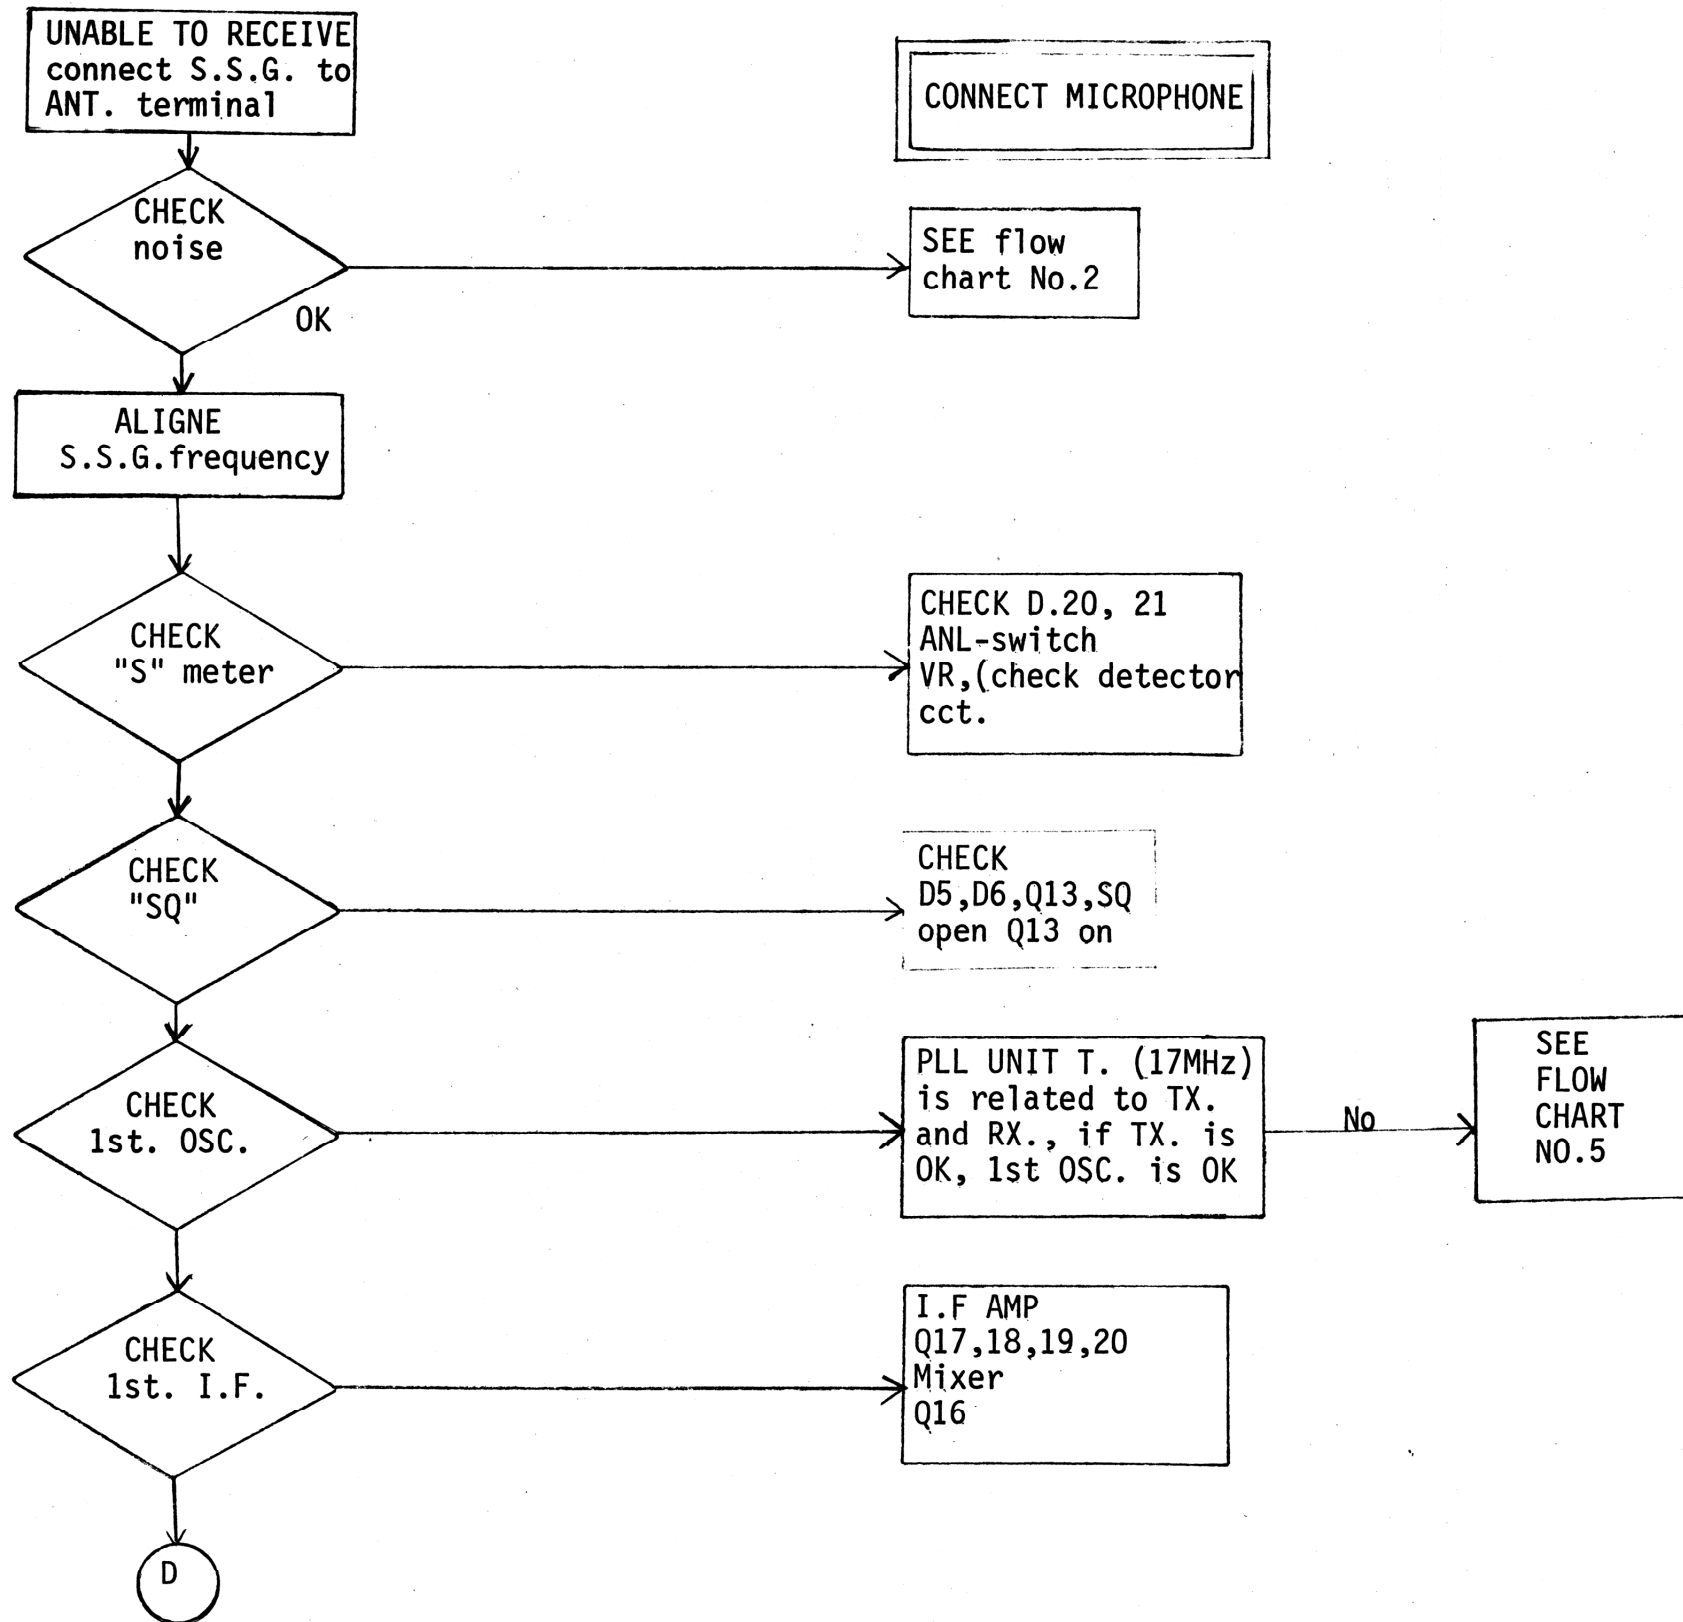 UNABLE TO RECEIVE
connect S.S.G. to
ANT. terminal
CONNECT MICROPHONE
CHECK
noise
OK
SEE flow
chart No.2
ALIGNE
S.S.G.frequency
CHECK
"S" meter
CHECK D.20, 21
ANL-switch
VR,(check detector
cct.
CHECK
"SQ"
CHECK
D5,D6,Q13,SQ
open Q13 on
CHECK
1st. OSC.
PLL UNIT T. (17MHz)
is related to TX.
and RX., if TX. is
OK, 1st OSC. is OK
No
SEE
FLOW
CHART
NO.5
CHECK
1st. I.F.
I.F AMP
Q17,18,19,20
Mixer
Q16
D